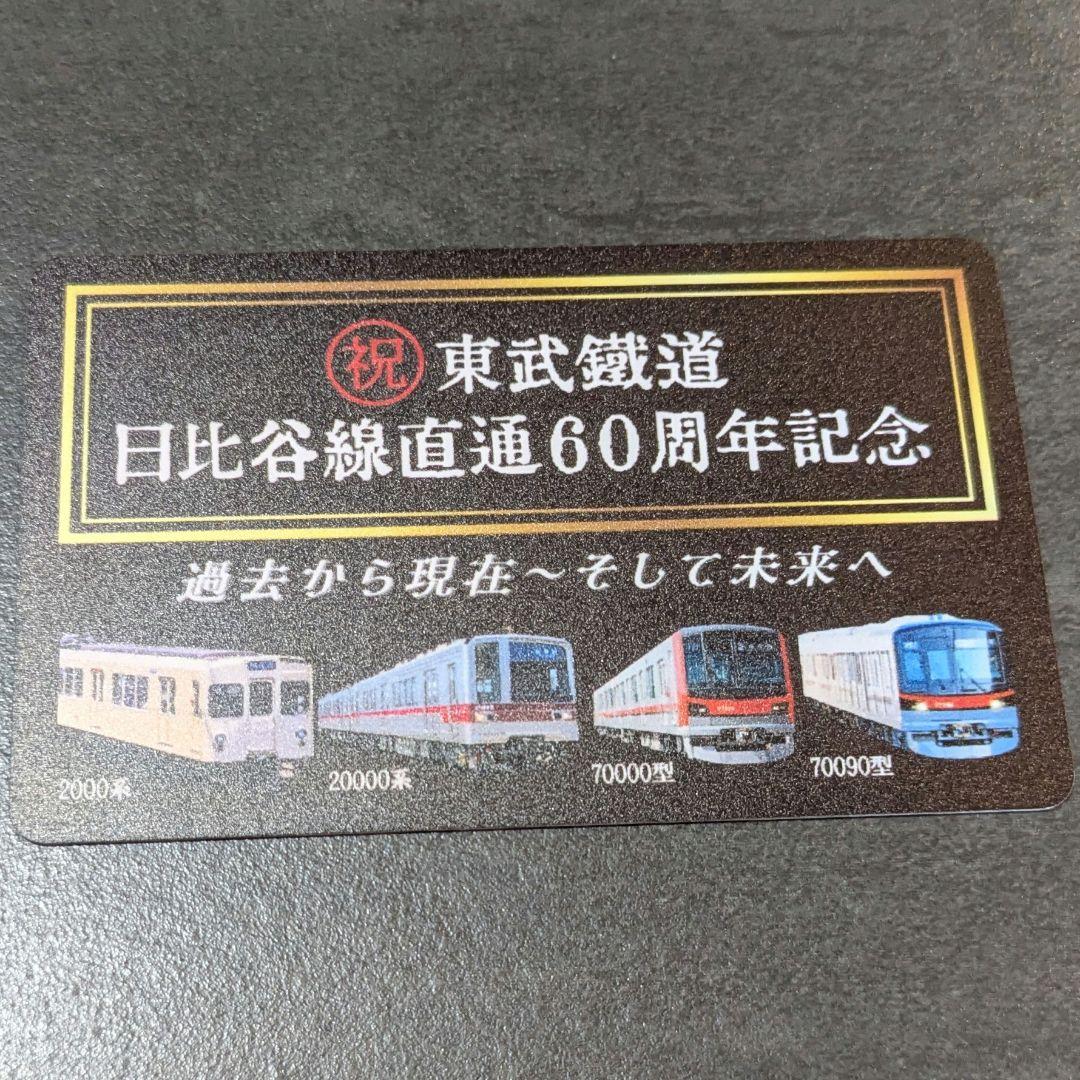 祝 東武鐵道
日比谷線直通60周年記念
過去から現在～そして未来へ
2000系 20000系 70000型 70090型